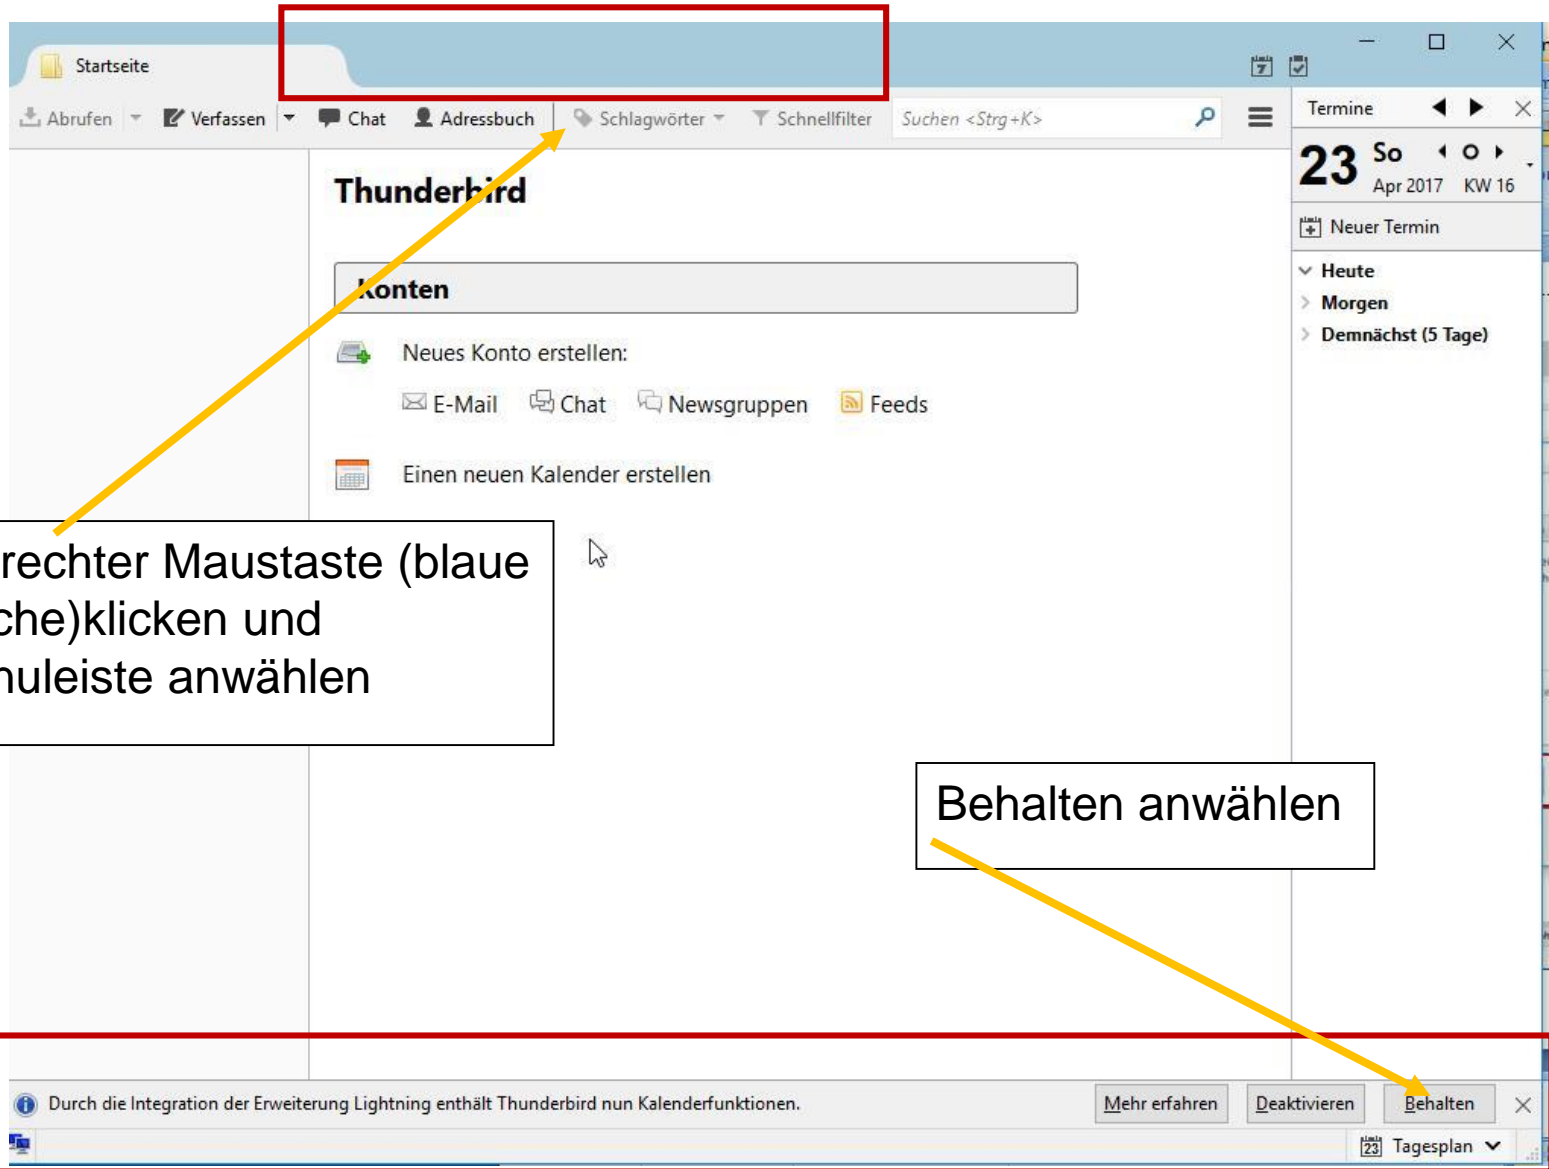 Startseite
Abrufen Verfassen Chat Adressbuch Schlagwörter Schnellfilter Suchen <Strg+K>
Termine
23 So
Apr 2017 KW 16
Neuer Termin
Heute
Morgen
Demnächst (5 Tage)
Thunderbird
Konten
Neues Konto erstellen:
E-Mail Chat Newsgruppen Feeds
Einen neuen Kalender erstellen
rechter Maustaste (blaue
che)klicken und
nuleiste anwählen
Behalten anwählen
Durch die Integration der Erweiterung Lightning enthält Thunderbird nun Kalenderfunktionen. Mehr erfahren Deaktivieren Behalten
23 Tagesplan